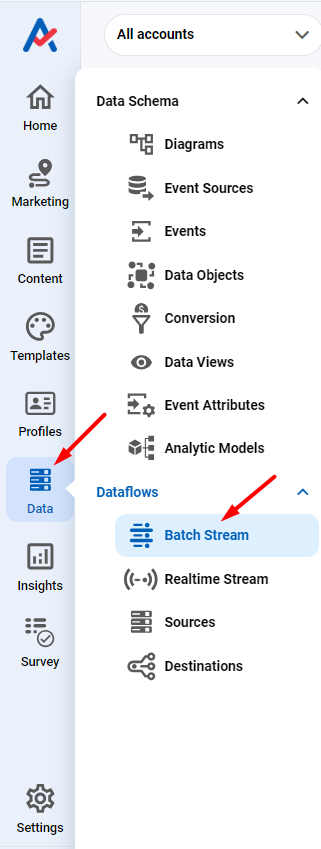 All accounts
Home
Marketing
Content
Templates
Profiles
Data
Insights
Survey
Settings
Data Schema
Diagrams
Event Sources
Events
Data Objects
Conversion
Data Views
Event Attributes
Analytic Models
Dataflows
Batch Stream
Realtime Stream
Sources
Destinations